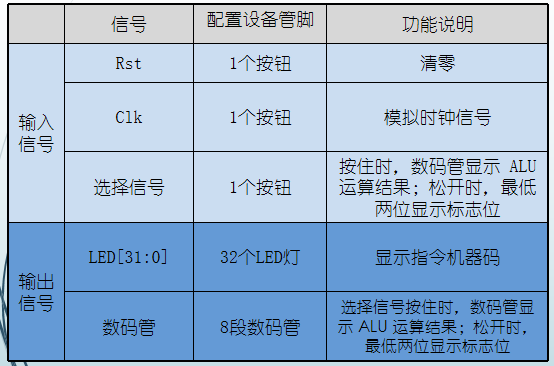 信号
配置设备管脚
功能说明
输入
信号
Rst
1个按钮
清零
Clk
1个按钮
模拟时钟信号
选择信号
1个按钮
按住时，数码管显示 ALU
运算结果；松开时，最低
两位显示标志位
输出
信号
LED[31:0]
32个LED灯
显示指令机器码
数码管
8段数码管
选择信号按住时，数码管显
示 ALU 运算结果；松开时，
最低两位显示标志位